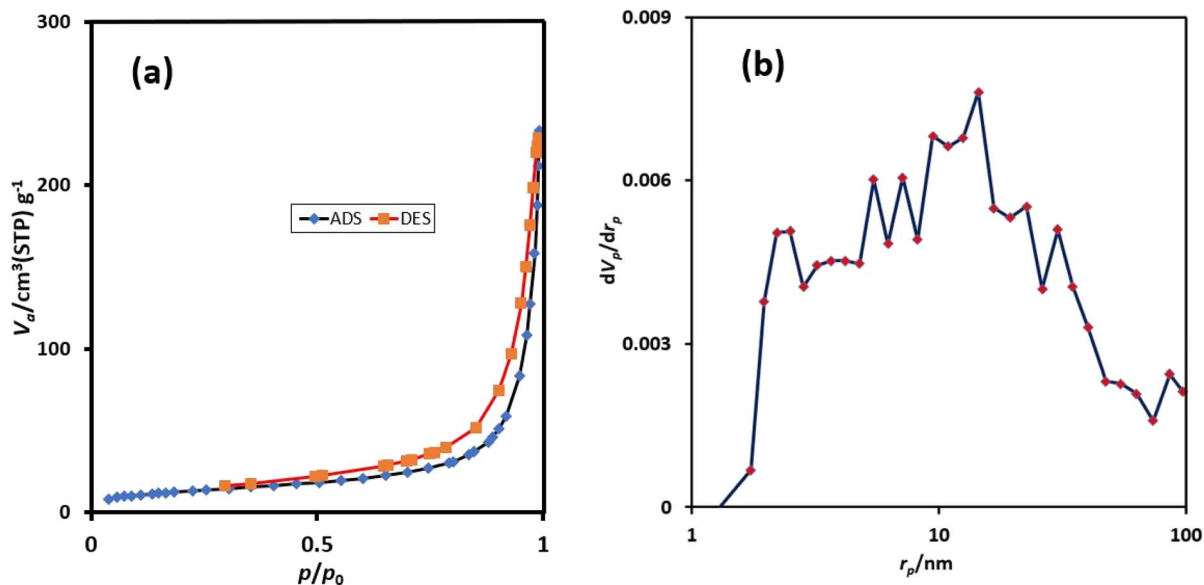 (a)
300
200
100
0
0
0.5
1
Vₐ/cm³(STP) g⁻¹
p/p₀
ADS
DES
(b)
0.009
0.006
0.003
0
1
10
100
dVₚ/drₚ
rₚ/nm